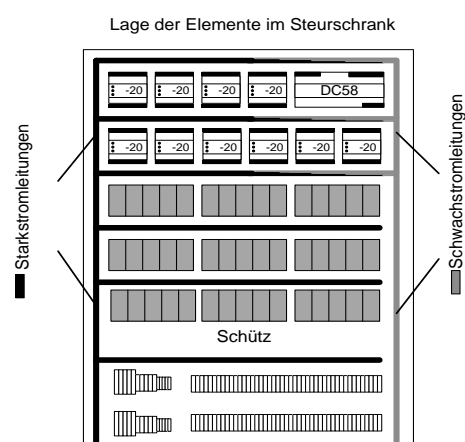 Lage der Elemente im Steurschrank
-20 -20 -20 -20 DC58
-20 -20 -20 -20 -20 -20
Starkstromleitungen
Schwachstromleitungen
Schütz